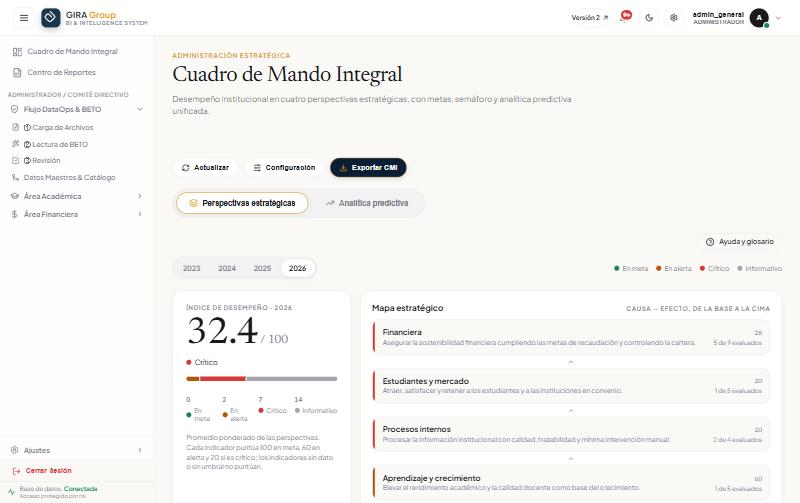 GIRA Group
BI & INTELLIGENCE SYSTEM
Versión 2
9+
admin_general
ADMINISTRADOR
A
Cuadro de Mando Integral
Centro de Reportes
ADMINISTRADOR / COMITÉ DIRECTIVO
Flujo DataOps & BETO
① Carga de Archivos
② Lectura de BETO
③ Revisión
Datos Maestros & Catálogo
Área Académica
Área Financiera
Ajustes
Cerrar Sesión
Base de datos: Conectada
Acceso protegido por rol
ADMINISTRACIÓN ESTRATÉGICA
Cuadro de Mando Integral
Desempeño institucional en cuatro perspectivas estratégicas, con metas, semáforo y analítica predictiva
unificada.
Actualizar
Configuración
Exportar CMI
Perspectivas estratégicas
Analítica predictiva
Ayuda y glosario
2023
2024
2025
2026
En meta
En alerta
Crítico
Informativo
ÍNDICE DE DESEMPEÑO · 2026
32.4 / 100
Crítico
0
2
7
14
En meta
En alerta
Crítico
Informativo
Promedio ponderado de las perspectivas.
Cada indicador puntúa 100 en meta, 60 en
alerta y 20 si es crítico; los indicadores sin dato
o sin umbral no puntúan.
Mapa estratégico
CAUSA → EFECTO, DE LA BASE A LA CIMA
Financiera
28
Asegurar la sostenibilidad financiera cumpliendo las metas de recaudación y controlando la cartera.
5 de 9 evaluados
Estudiantes y mercado
20
Atraer, satisfacer y retener a los estudiantes y a las instituciones en convenio.
1 de 5 evaluados
Procesos internos
20
Procesar la información institucional con calidad, trazabilidad y mínima intervención manual.
2 de 4 evaluados
Aprendizaje y crecimiento
60
Elevar el rendimiento académico y la calidad docente como base del crecimiento.
1 de 5 evaluados